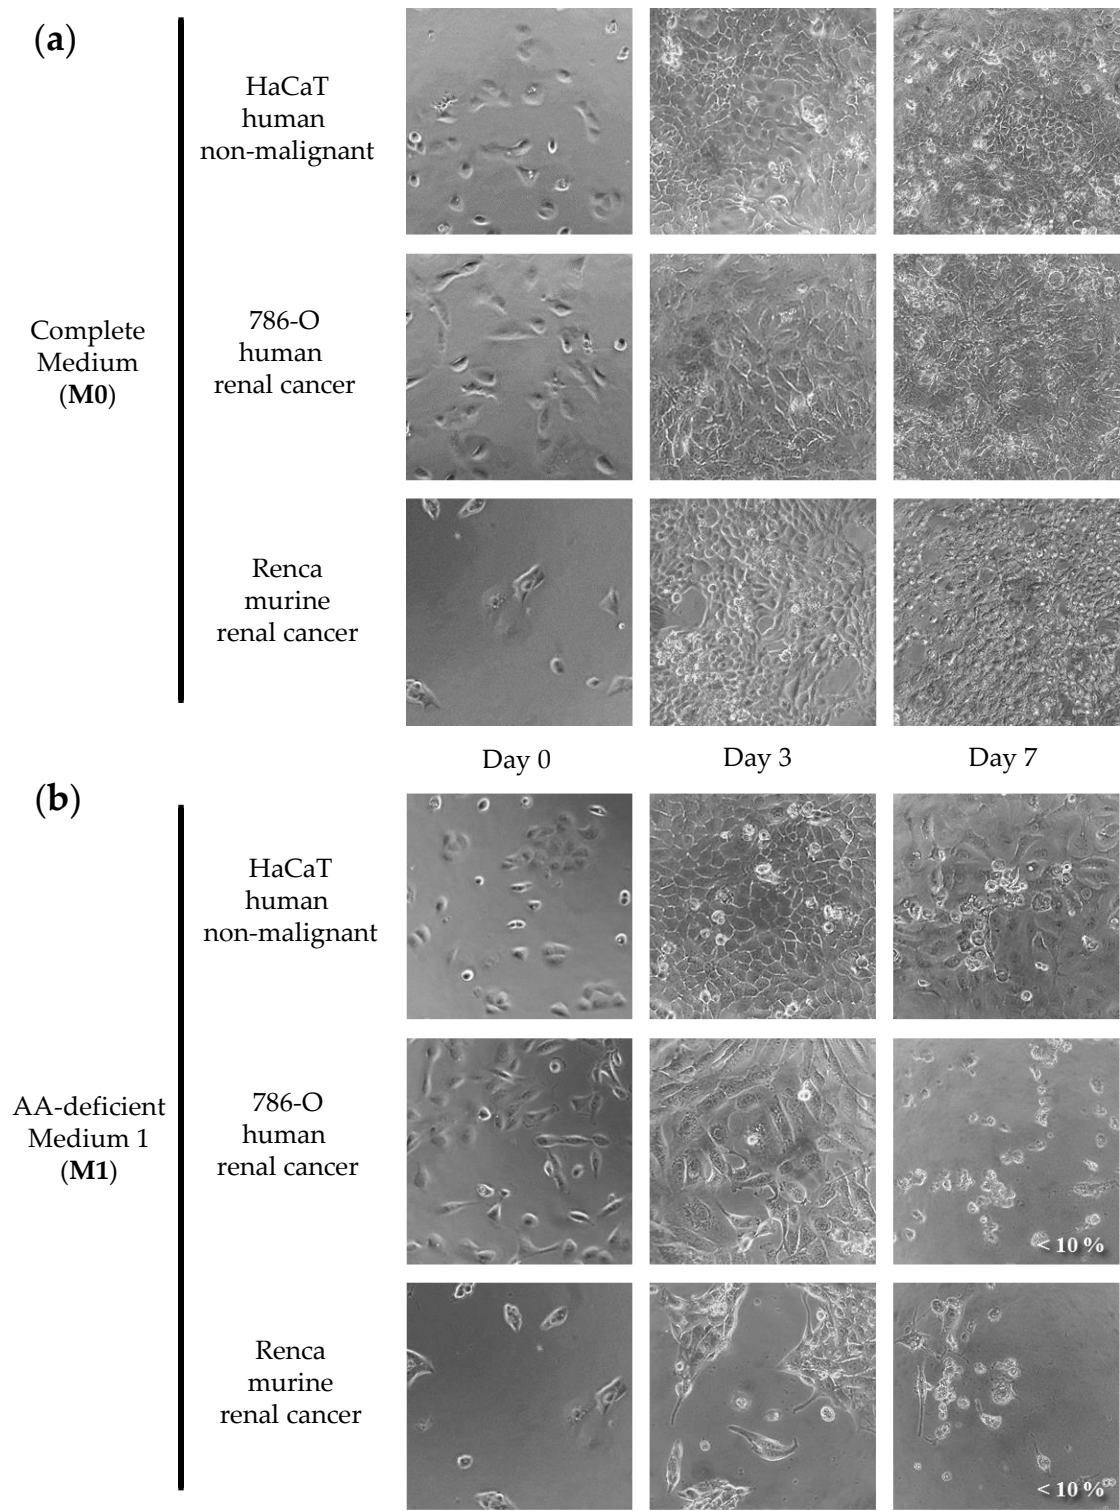 (a)
HaCaT
human
non-malignant
Complete
Medium
(M0)
786-O
human
renal cancer
Renca
murine
renal cancer
Day 0
Day 3
Day 7
(b)
HaCaT
human
non-malignant
AA-deficient
Medium 1
(M1)
786-O
human
renal cancer
< 10 %
Renca
murine
renal cancer
< 10 %